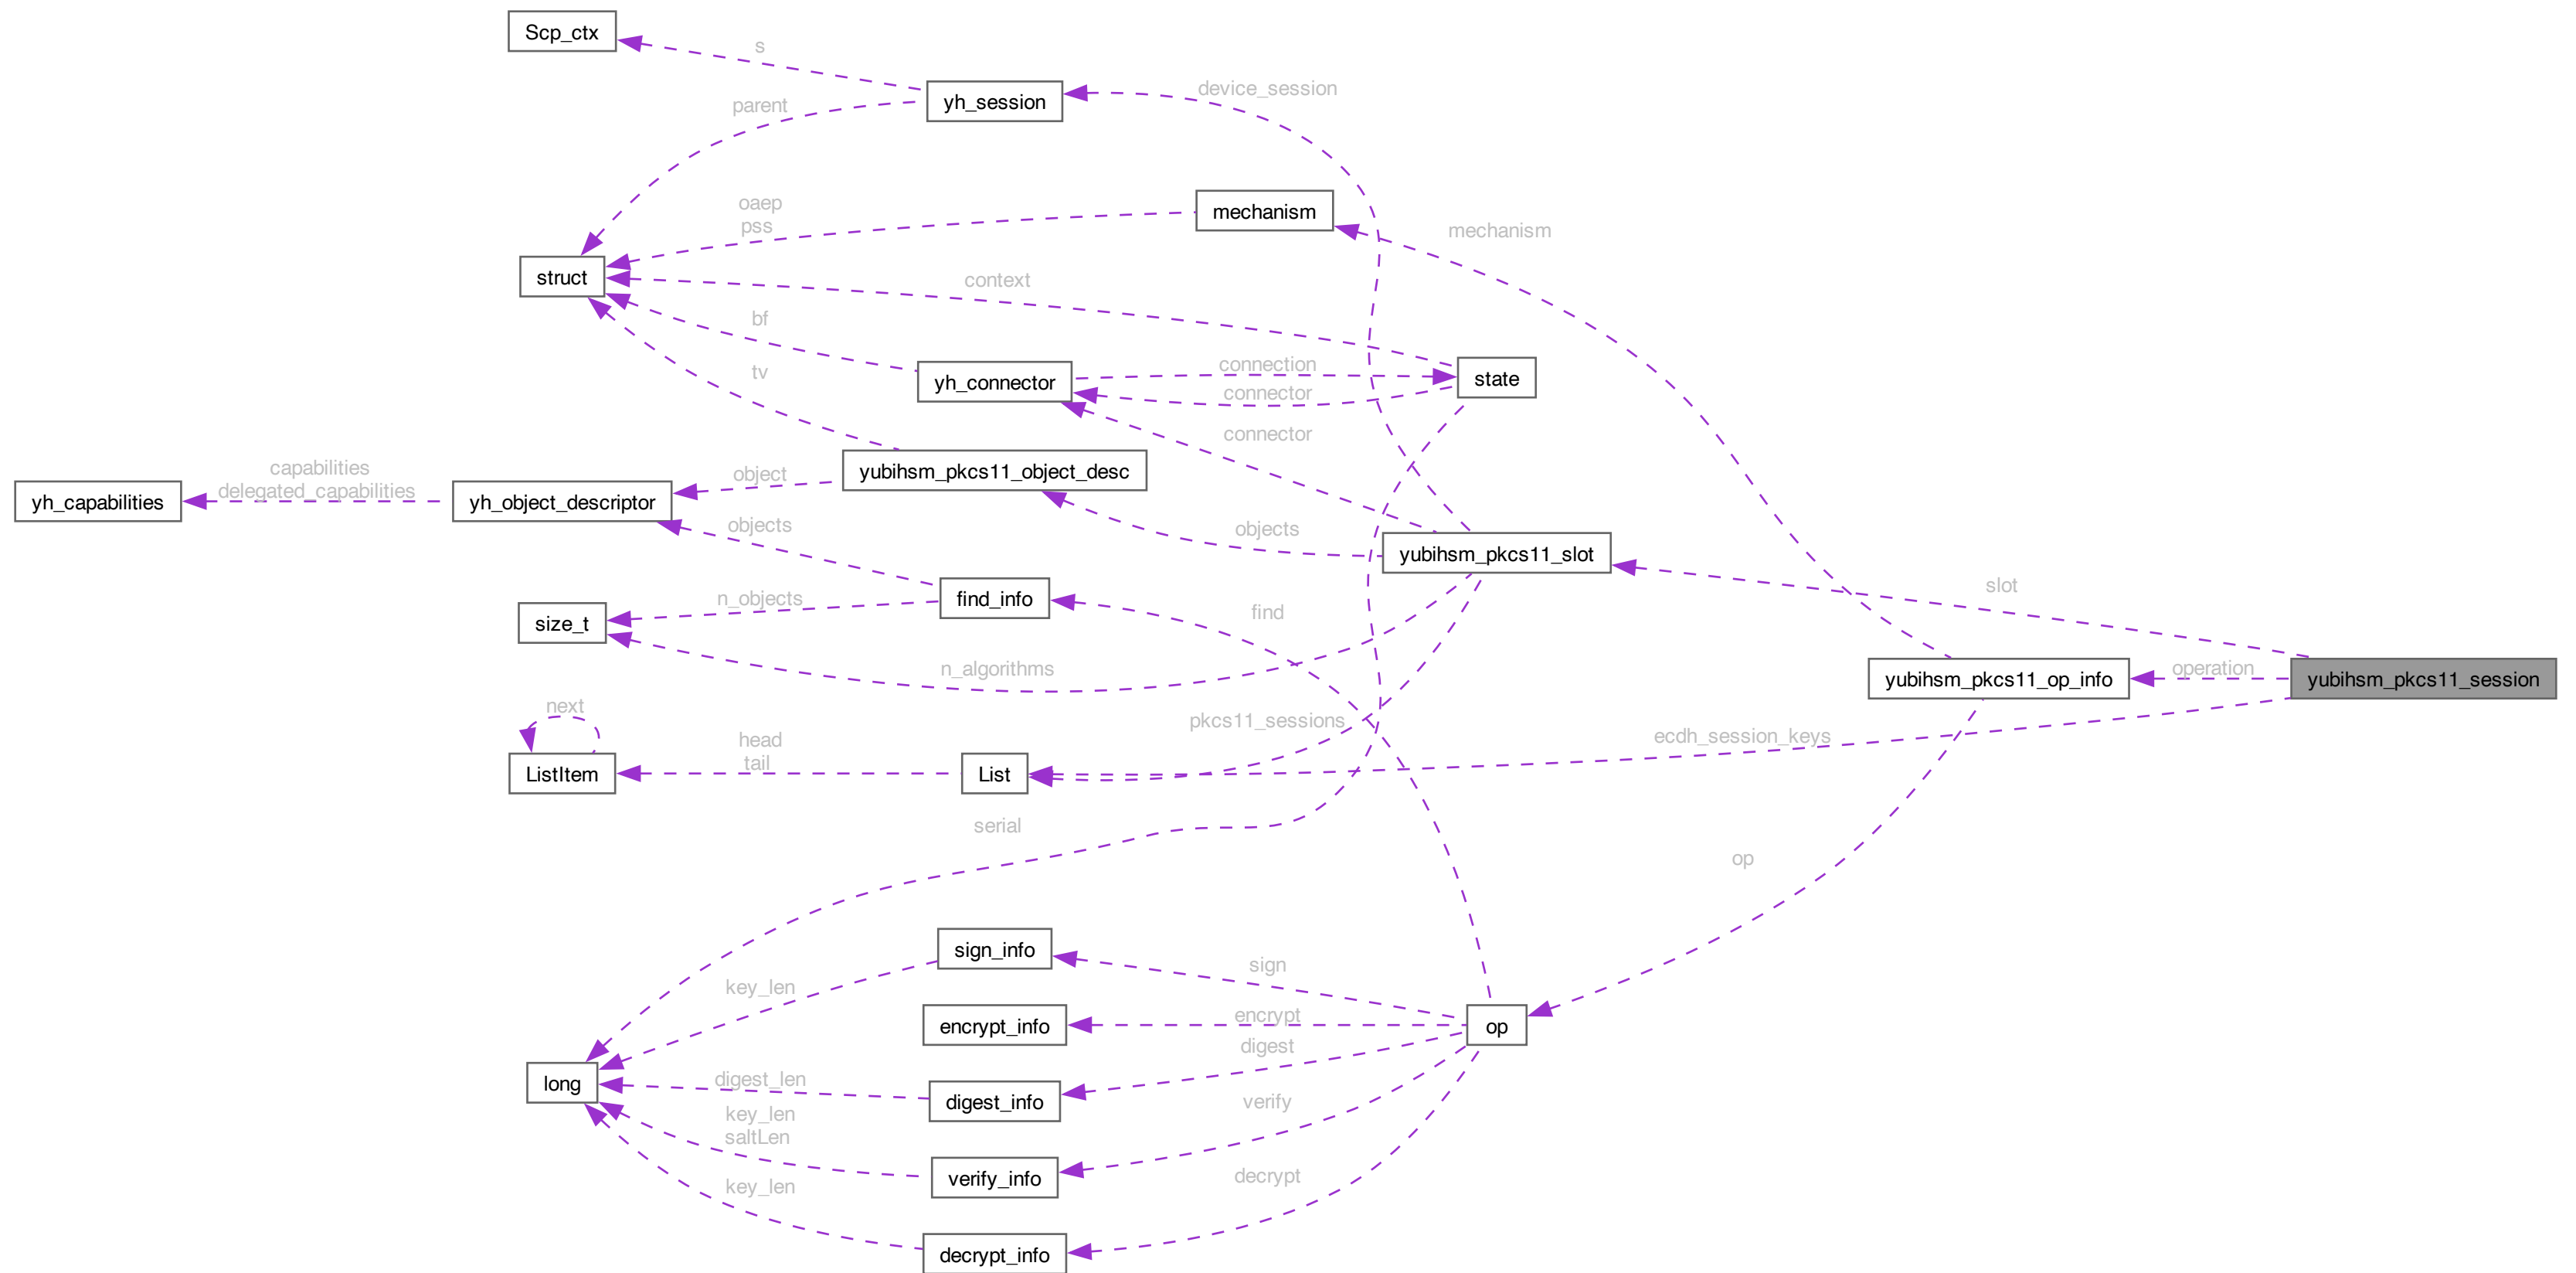 Scp_ctx
s
device_session
yh_session
parent
oaep
pss
mechanism
mechanism
struct
context
bf
connection
tv
yh_connector
state
connector
connector
capabilities
delegated_capabilities
object
yubihsm_pkcs11_object_desc
yh_capabilities
yh_object_descriptor
objects
objects
yubihsm_pkcs11_slot
slot
n_objects
find_info
find
size_t
n_algorithms
yubihsm_pkcs11_op_info
operation
yubihsm_pkcs11_session
next
pkcs11_sessions
head
tail
ecdh_session_keys
ListItem
List
serial
op
sign_info
sign
key_len
encrypt_info
encrypt
op
digest
long
digest_len
digest_info
verify
key_len
saltLen
verify_info
decrypt
key_len
decrypt_info